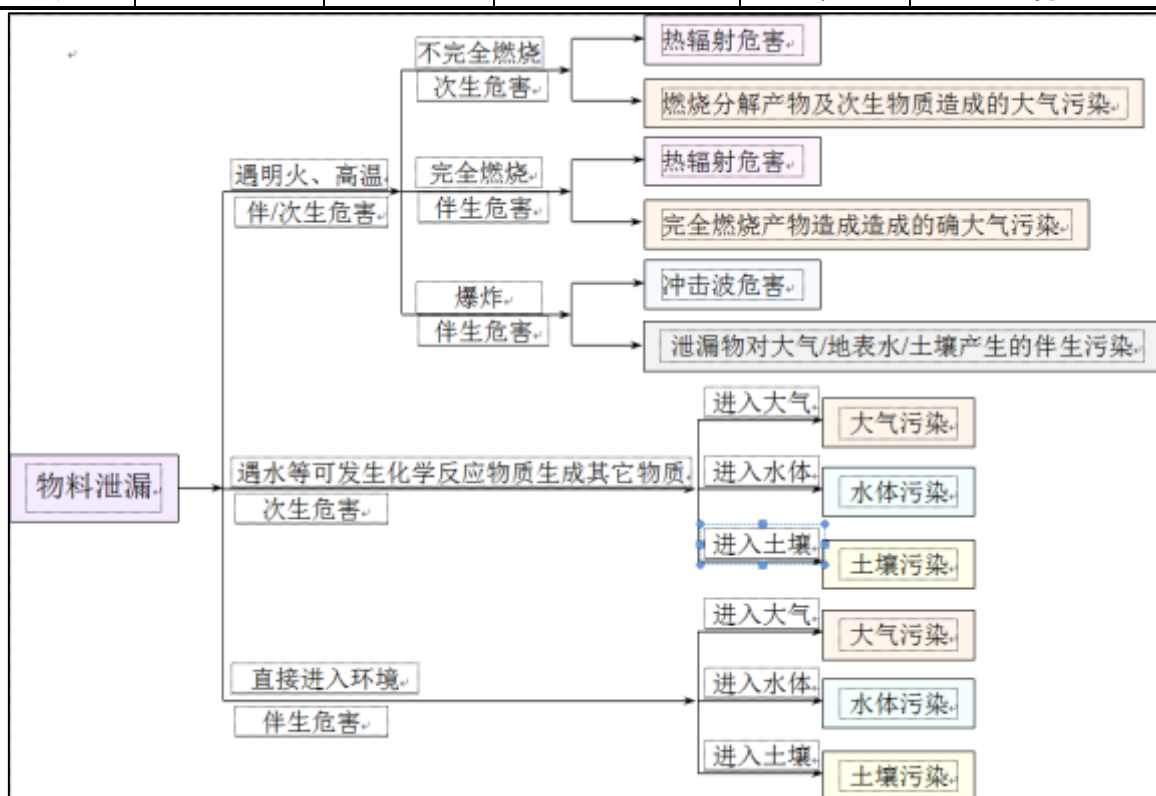 不完全燃烧
次生危害
热辐射危害
燃烧分解产物及次生物质造成的大气污染
遇明火、高温
伴/次生危害
完全燃烧
伴生危害
热辐射危害
完全燃烧产物造成造成的确大气污染
爆炸
伴生危害
冲击波危害
泄漏物对大气/地表水/土壤产生的伴生污染
物料泄漏
遇水等可发生化学反应物质生成其它物质
次生危害
进入大气
大气污染
进入水体
水体污染
进入土壤
土壤污染
直接进入环境
伴生危害
进入大气
大气污染
进入水体
水体污染
进入土壤
土壤污染